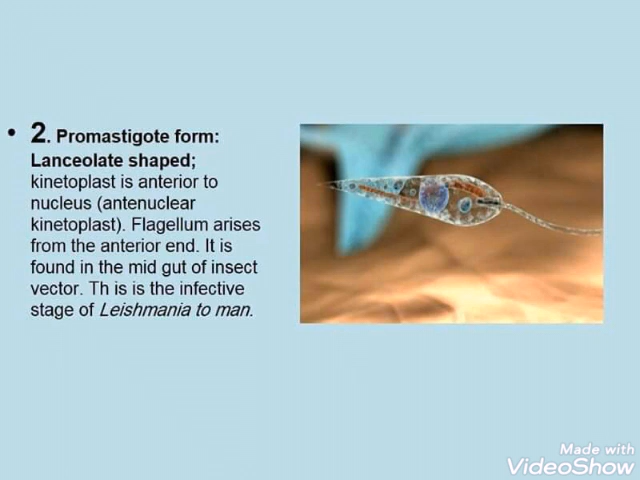 • 2. Promastigote form:
Lanceolate shaped;
kinetoplast is anterior to
nucleus (antenuclear
kinetoplast). Flagellum arises
from the anterior end. It is
found in the mid gut of insect
vector. Th is is the infective
stage of Leishmania to man.
Made with
VideoShow